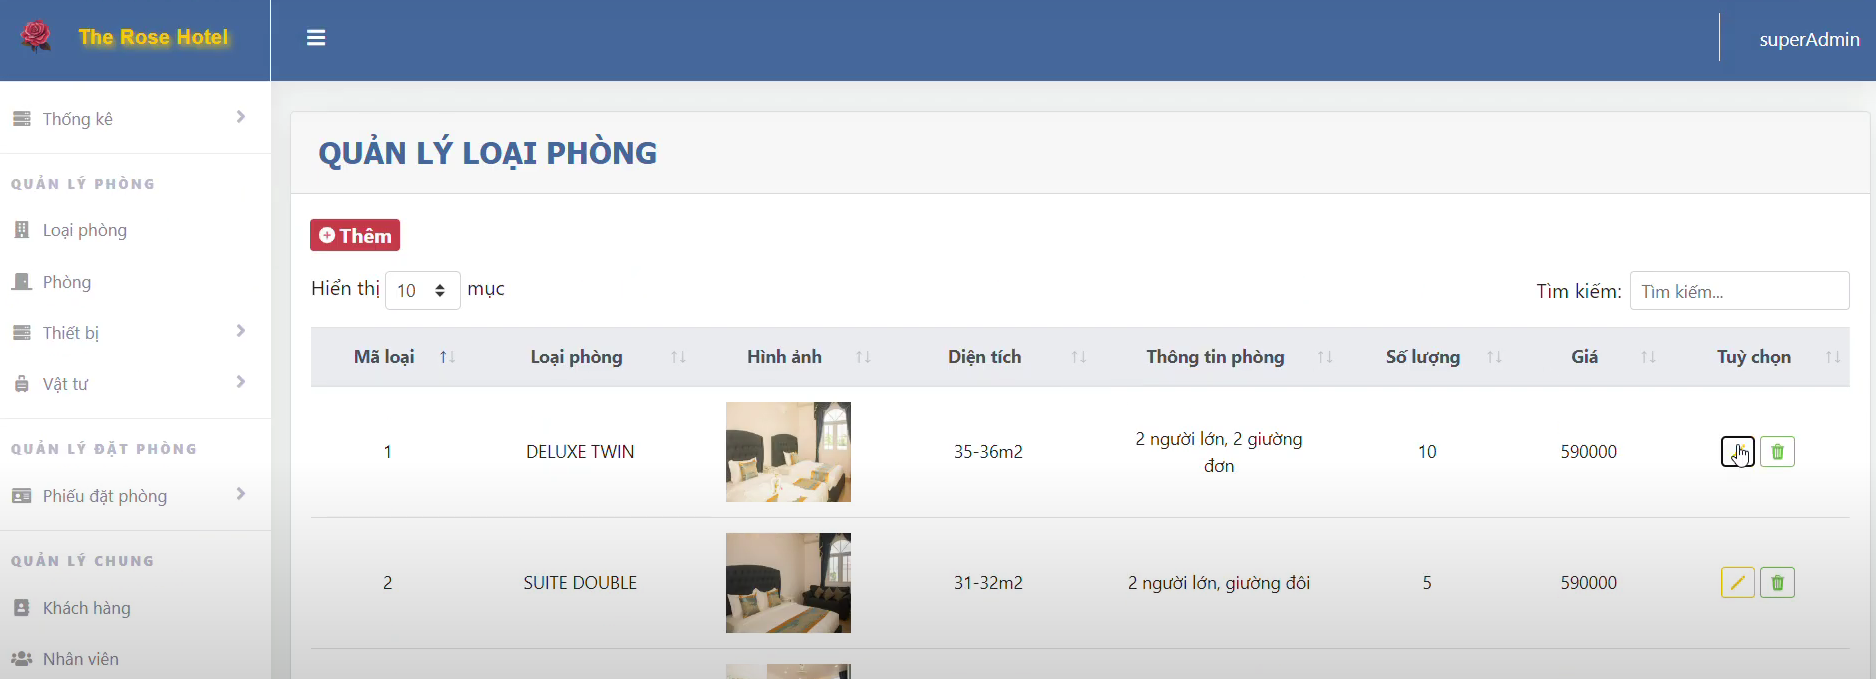 The Rose Hotel
superAdmin
Thống kê
QUẢN LÝ PHÒNG
Loại phòng
Phòng
Thiết bị
Vật tư
QUẢN LÝ ĐẶT PHÒNG
Phiếu đặt phòng
QUẢN LÝ CHUNG
Khách hàng
Nhân viên
QUẢN LÝ LOẠI PHÒNG
Thêm
Hiển thị 10 mục
Tìm kiếm: Tìm kiếm...
Mã loại Loại phòng Hình ảnh Diện tích Thông tin phòng Số lượng Giá Tuỳ chọn
1 DELUXE TWIN 35-36m2 2 người lớn, 2 giường đơn 10 590000
2 SUITE DOUBLE 31-32m2 2 người lớn, giường đôi 5 590000